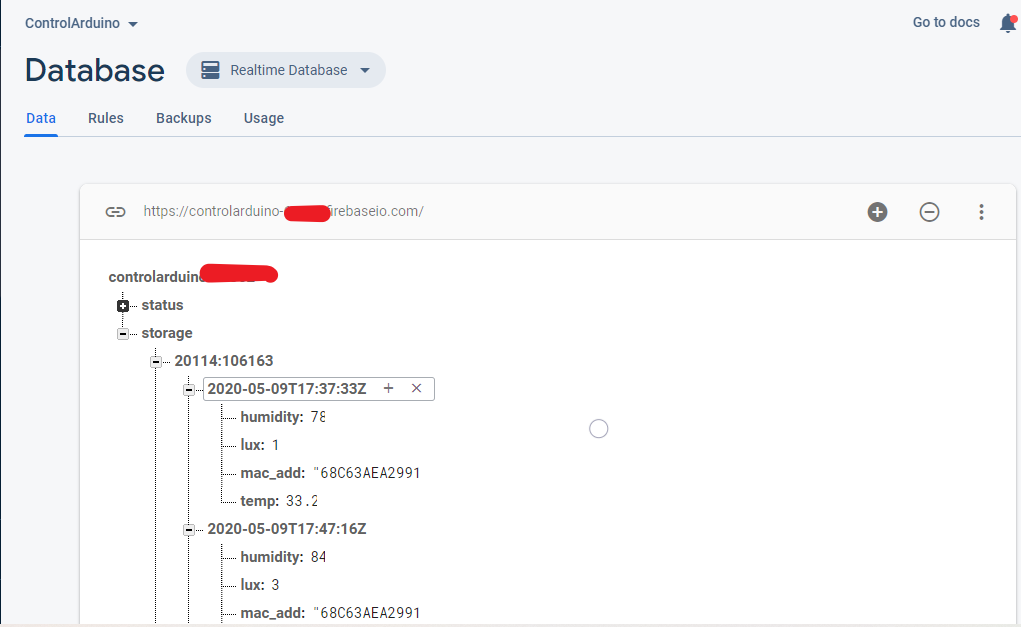 ControlArduino
Go to docs
Database
Realtime Database
Data Rules Backups Usage
https://controlarduino-firebaseio.com/
controlarduino
status
storage
20114:106163
2020-05-09T17:37:33Z
humidity: 78
lux: 1
mac_add: "68C63AEA2991
temp: 33.2
2020-05-09T17:47:16Z
humidity: 84
lux: 3
mac_add: "68C63AEA2991